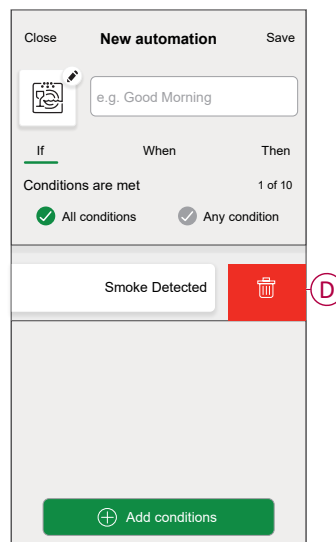 Close New automation Save
e.g. Good Morning
If When Then
Conditions are met 1 of 10
All conditions Any condition
Smoke Detected
D
Add conditions